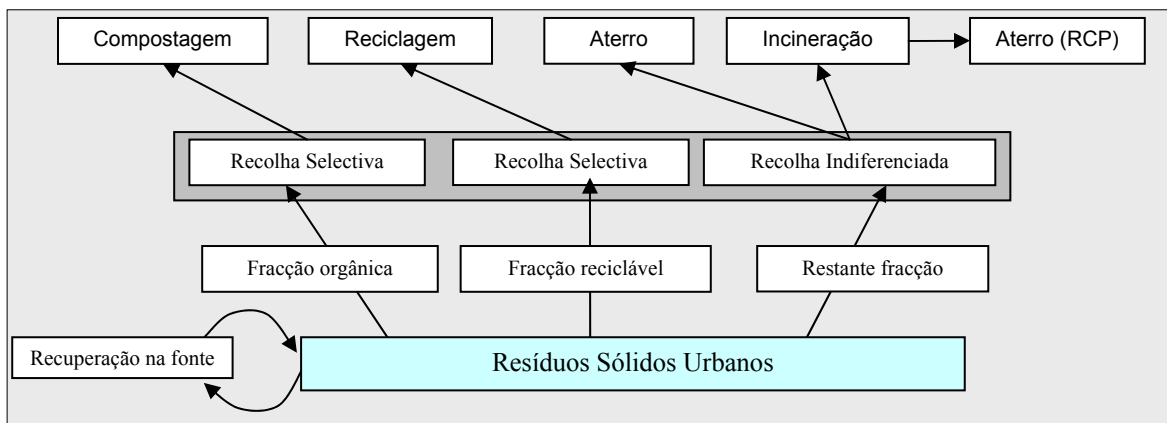 Compostagem
Reciclagem
Aterro
Incineração
Aterro (RCP)
Recolha Selectiva
Recolha Selectiva
Recolha Indiferenciada
Fracção orgânica
Fracção reciclável
Restante fracção
Recuperação na fonte
Resíduos Sólidos Urbanos